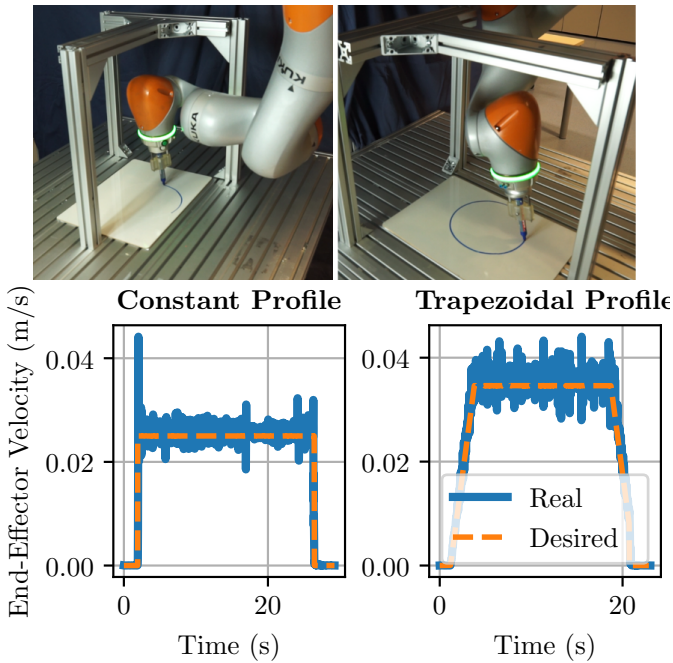 KUKA
KUKA
Constant Profile
Trapezoidal Profile
End-Effector Velocity (m/s)
0.04
0.02
0.00
0
20
Time (s)
0.04
0.02
0.00
0
20
Time (s)
Real
Desired